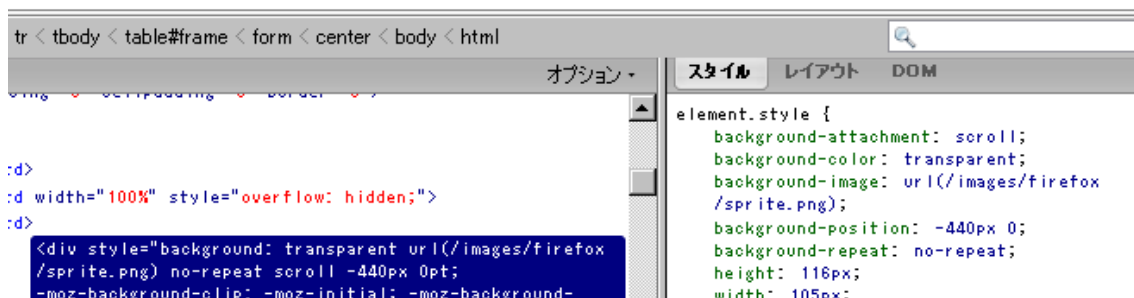 tr < tbody < table#frame < form < center < body < html
オプション
:d>
:d width="100%" style="overflow: hidden;">
:d>
<div style="background: transparent url(/images/firefox
/sprite.png) no-repeat scroll -440px 0pt;
-moz-background-clip: -moz-initial; -moz-background-
スタイル レイアウト DOM
element.style {
background-attachment: scroll;
background-color: transparent;
background-image: url(/images/firefox
/sprite.png);
background-position: -440px 0;
background-repeat: no-repeat;
height: 116px;
width: 105px;